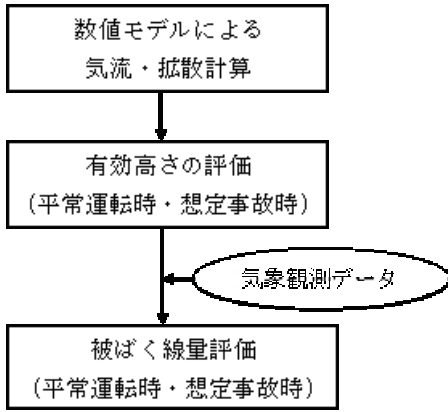 数値モデルによる
気流・拡散計算
有効高さの評価
(平常運転時・想定事故時)
気象観測データ
被ばく線量評価
(平常運転時・想定事故時)